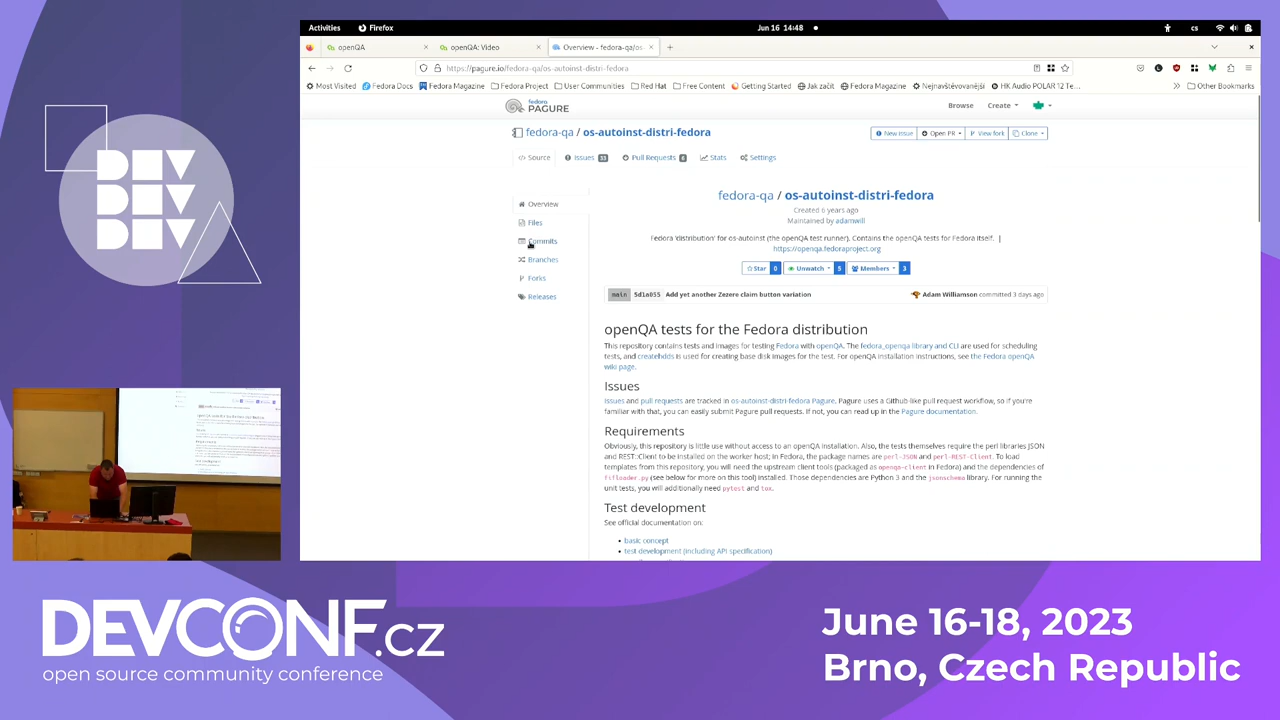 Activities Firefox Jun 16 14:48 cs
openQA openQA: Video Overview - fedora-qa/os-
https://pagure.io/fedora-qa/os-autoinst-distri-fedora
Most Visited Fedora Docs Fedora Magazine Fedora Project User Communities Red Hat Free Content Getting Started Jak začít Fedora Magazine Nejnavštěvovanější HK Audio POLAR 12 Te... Other Bookmarks
fedora
PAGURE Browse Create
fedora-qa / os-autoinst-distri-fedora New issue Open PR View fork Clone
Source Issues 33 Pull Requests 6 Stats Settings
Overview
Files
Commits
Branches
Forks
Releases
fedora-qa / os-autoinst-distri-fedora
Created 6 years ago
Maintained by adamwill
Fedora 'distribution' for os-autoinst (the openQA test runner). Contains the openQA tests for Fedora itself. |
https://openqa.fedoraproject.org
Star 0 Unwatch 5 Members 3
main 5d1a055 Add yet another Zezere claim button variation Adam Williamson committed 3 days ago
openQA tests for the Fedora distribution
This repository contains tests and images for testing Fedora with openQA. The fedora_openqa library and CLI are used for scheduling
tests, and createhdds is used for creating base disk images for the test. For openQA installation instructions, see the Fedora openQA
wiki page.
Issues
Issues and pull requests are tracked in os-autoinst-distri-fedora Pagure. Pagure uses a Github-like pull request workflow, so if you're
familiar with that, you can easily submit Pagure pull requests. If not, you can read up in the Pagure documentation.
Requirements
Obviously, this repository is little use without access to an openQA installation. Also, the tests themselves require the perl libraries JSON
and REST::Client to be installed on the worker host; in Fedora, the package names are perl-JSON and perl-REST-Client. To load
templates from this repository, you will need the upstream client tools (packaged as openqa-client in Fedora) and the dependencies of
fifloader.py (see below for more on this tool) installed. Those dependencies are Python 3 and the jsonschema library. For running the
unit tests, you will additionally need pytest and tox.
Test development
See official documentation on:
basic concept
test development (including API specification)
DEV
DEV
DEV
DEVCONF.cz
open source community conference
June 16-18, 2023
Brno, Czech Republic